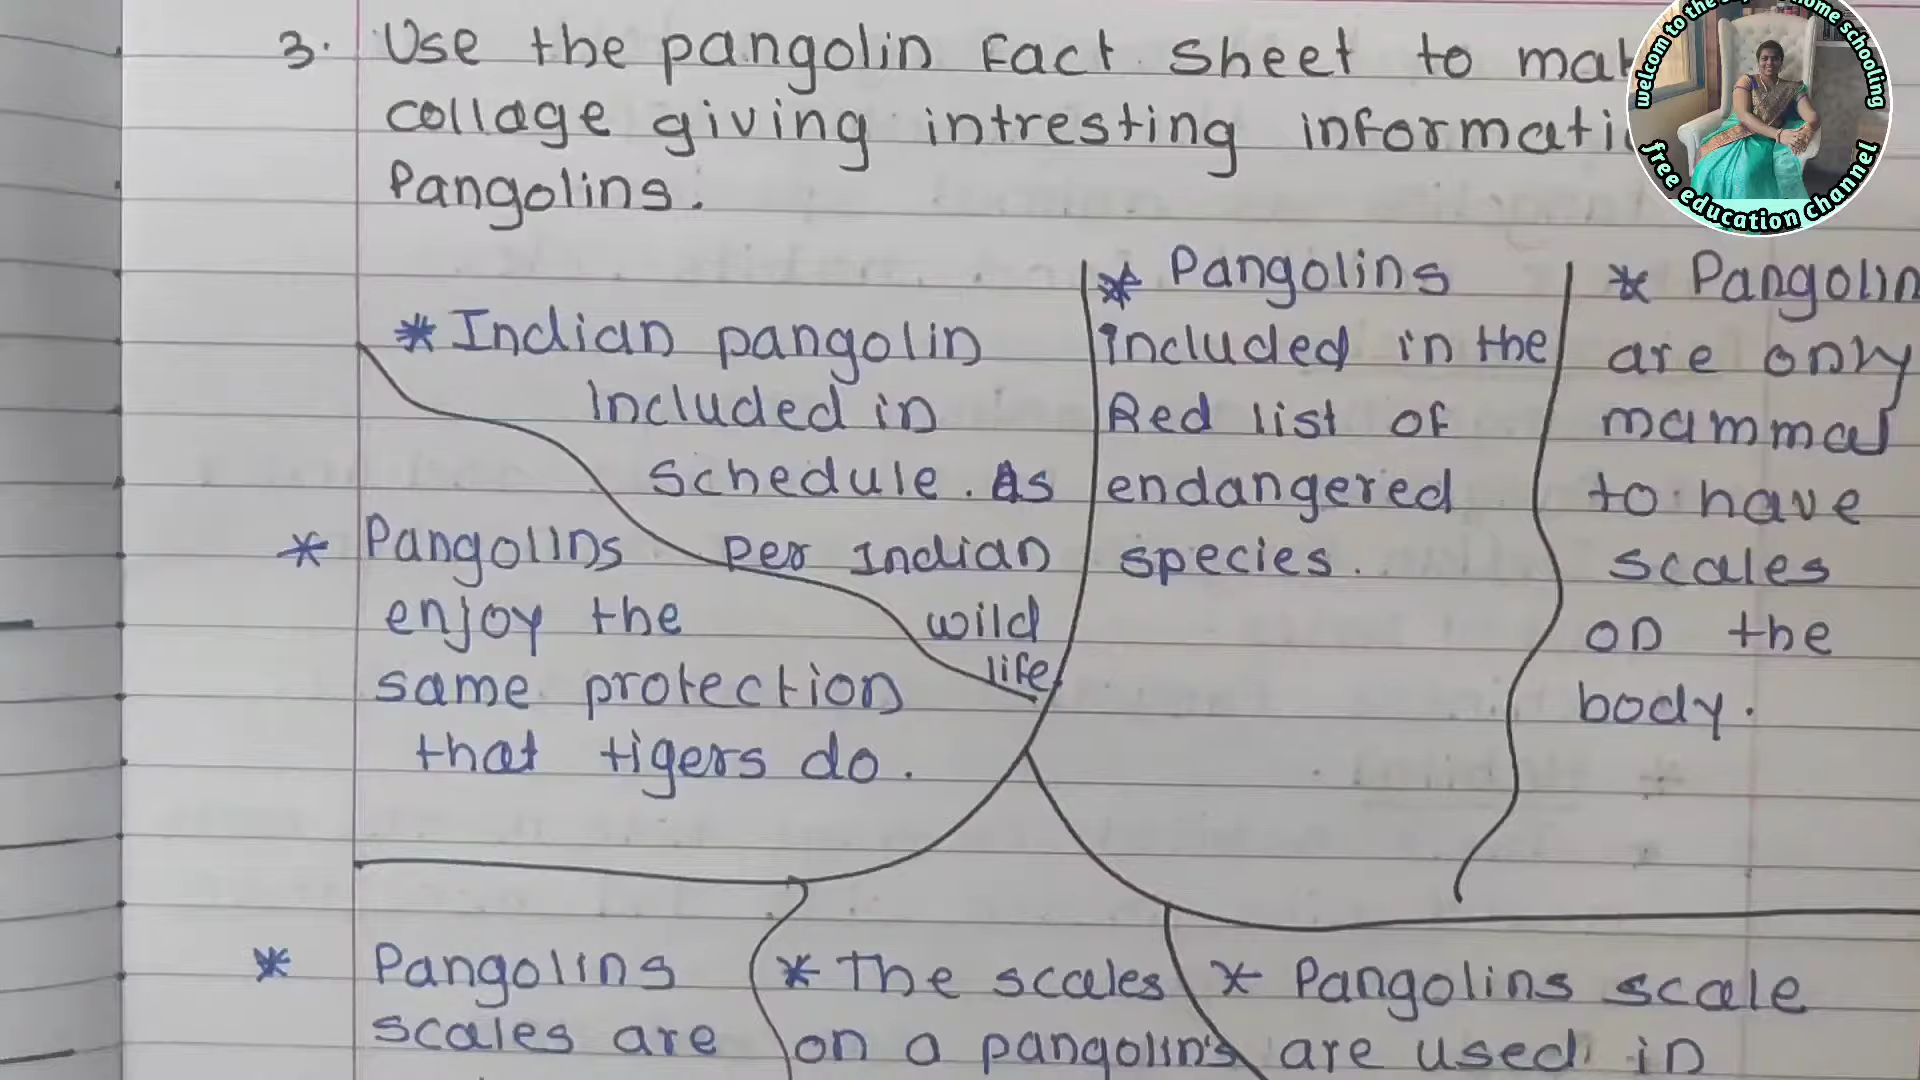 3. Use the pangolin fact sheet to
collage giving intresting
Pangolins.
* Indian pangolin
Included in
schedule. As
per Indian
wild
life.
* Pangolins
enjoy the
same protection
that tigers do.
* Pangolins
included in the
Red list of
endangered
species.
* Pangolin
are only
mammal
to have
scales
on the
body.
* Pangolins
scales are
* The scales
on a pangolin's
* Pangolins scale
are used in
welcom to the home schooling
free education channel